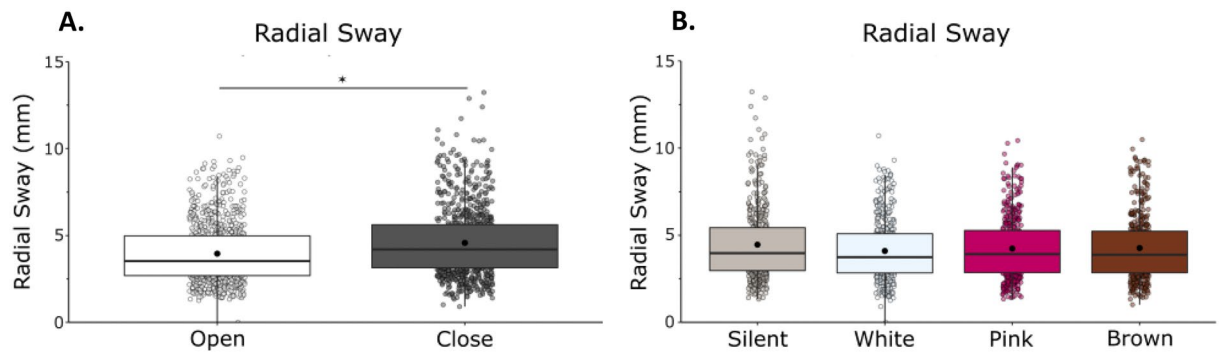 A.
Radial Sway
*
Radial Sway (mm)
15
10
5
0
Open Close
B.
Radial Sway
Radial Sway (mm)
15
10
5
0
Silent White Pink Brown